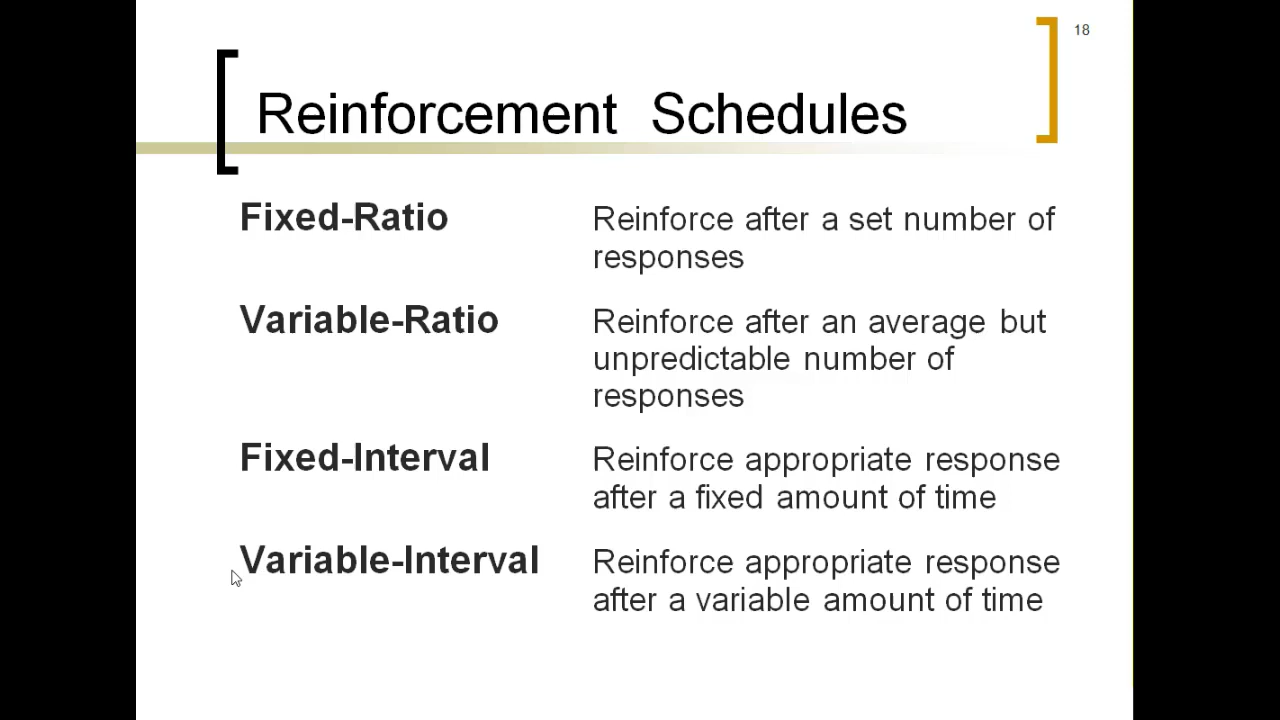 18
Reinforcement Schedules
Fixed-Ratio
Reinforce after a set number of
responses
Variable-Ratio
Reinforce after an average but
unpredictable number of
responses
Fixed-Interval
Reinforce appropriate response
after a fixed amount of time
Variable-Interval
Reinforce appropriate response
after a variable amount of time